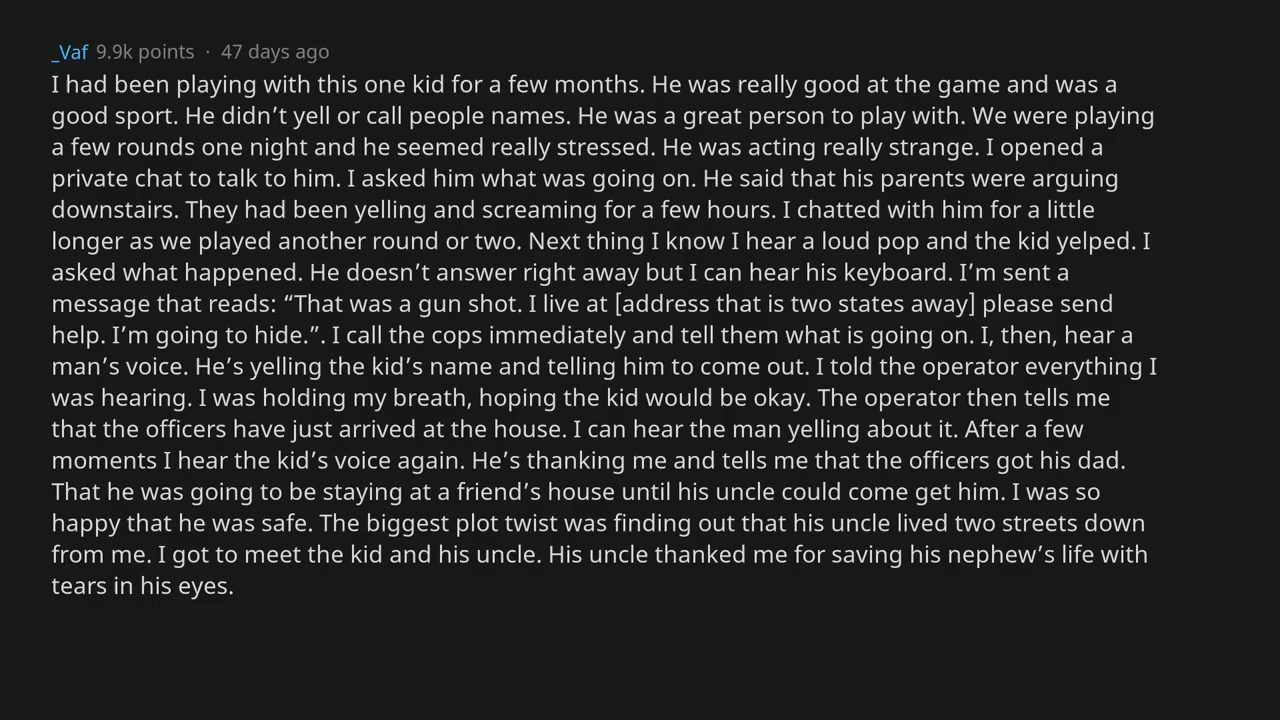 _Vaf 9.9k points · 47 days ago
I had been playing with this one kid for a few months. He was really good at the game and was a
good sport. He didn’t yell or call people names. He was a great person to play with. We were playing
a few rounds one night and he seemed really stressed. He was acting really strange. I opened a
private chat to talk to him. I asked him what was going on. He said that his parents were arguing
downstairs. They had been yelling and screaming for a few hours. I chatted with him for a little
longer as we played another round or two. Next thing I know I hear a loud pop and the kid yelped. I
asked what happened. He doesn’t answer right away but I can hear his keyboard. I’m sent a
message that reads: “That was a gun shot. I live at [address that is two states away] please send
help. I’m going to hide.”. I call the cops immediately and tell them what is going on. I, then, hear a
man’s voice. He’s yelling the kid’s name and telling him to come out. I told the operator everything I
was hearing. I was holding my breath, hoping the kid would be okay. The operator then tells me
that the officers have just arrived at the house. I can hear the man yelling about it. After a few
moments I hear the kid’s voice again. He’s thanking me and tells me that the officers got his dad.
That he was going to be staying at a friend’s house until his uncle could come get him. I was so
happy that he was safe. The biggest plot twist was finding out that his uncle lived two streets down
from me. I got to meet the kid and his uncle. His uncle thanked me for saving his nephew’s life with
tears in his eyes.